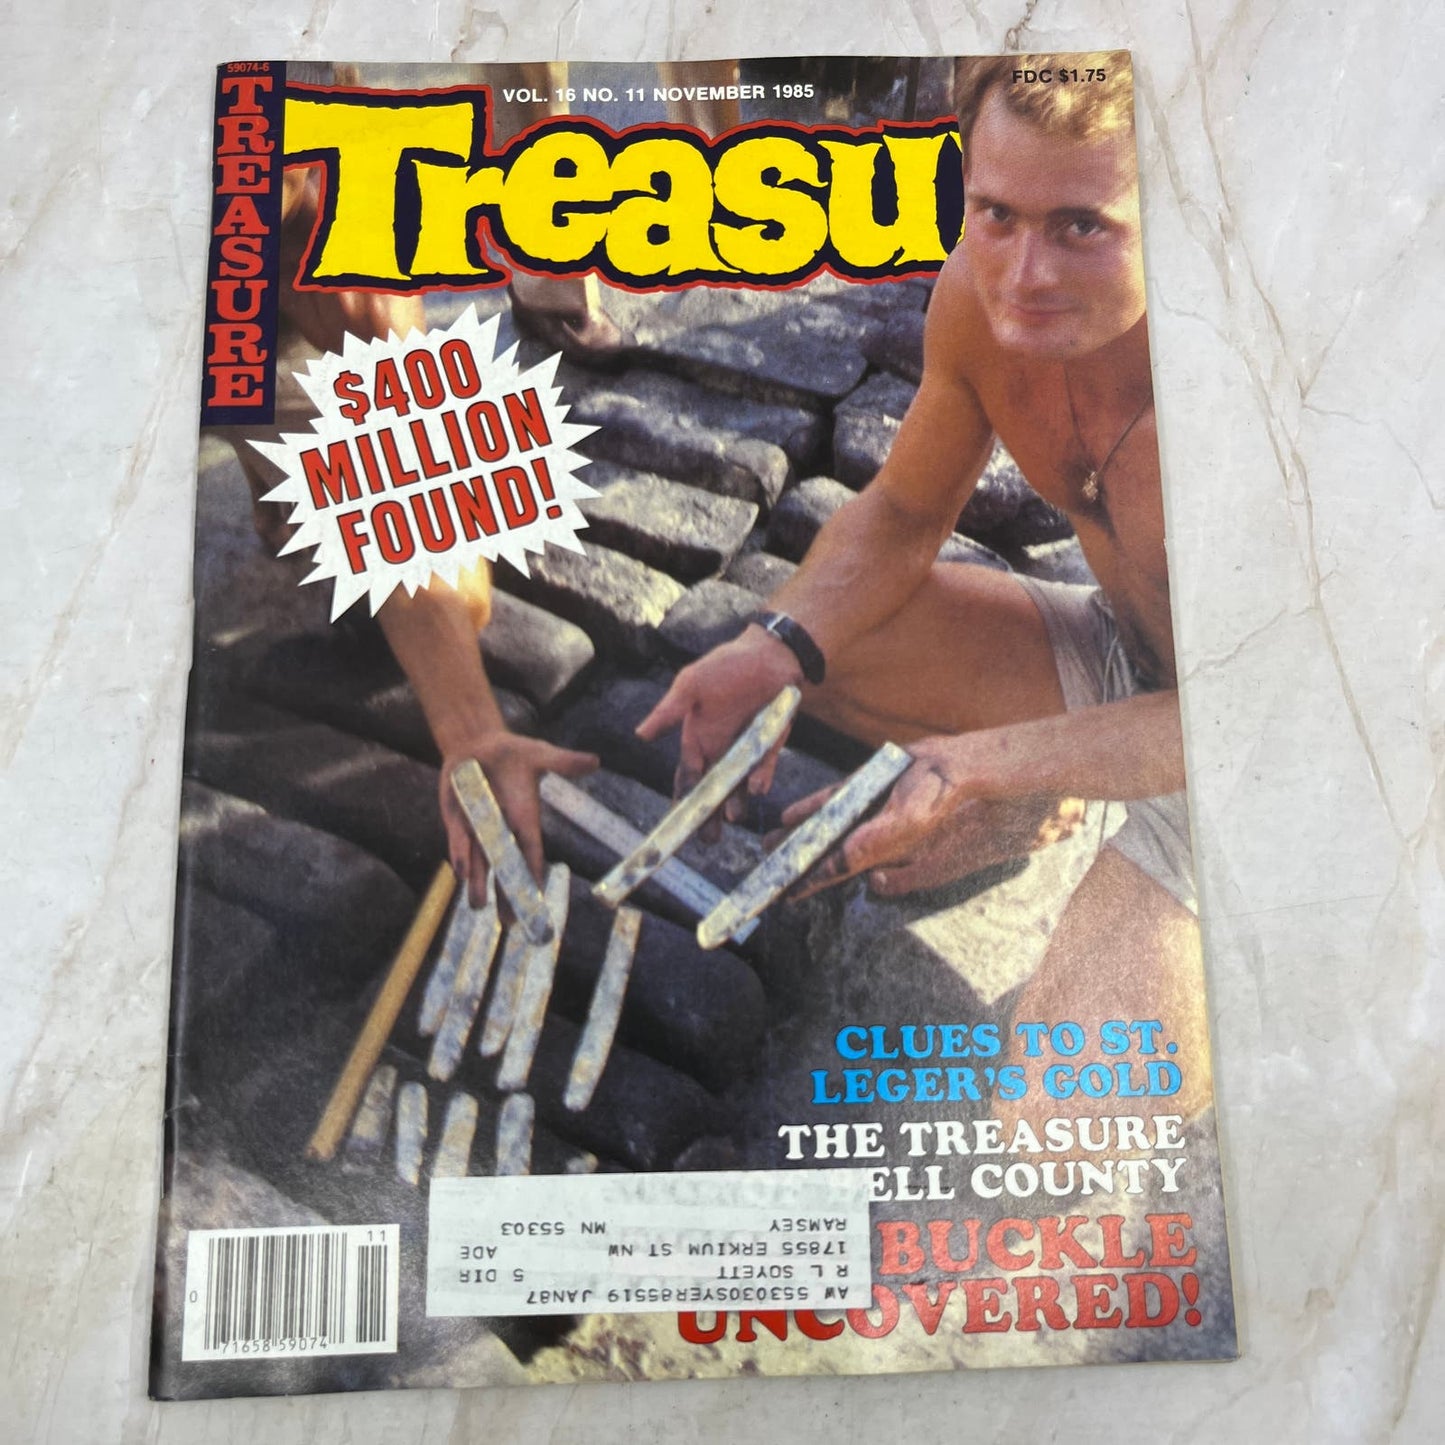 59074-6
TREASURE
VOL. 16 NO. 11 NOVEMBER 1985
FDC $1.75
Treasu
$400
MILLION
FOUND!
CLUES TO ST.
LEGER'S GOLD
THE TREASURE
ELL COUNTY
BUCKLE
UNCOVERED!
AW 553030SYER85519 JAN87
R L SOYETT 5 DIR
17855 ERKIUM ST NW ADE
RAMSEY MN 55303
11
0 71658 59074